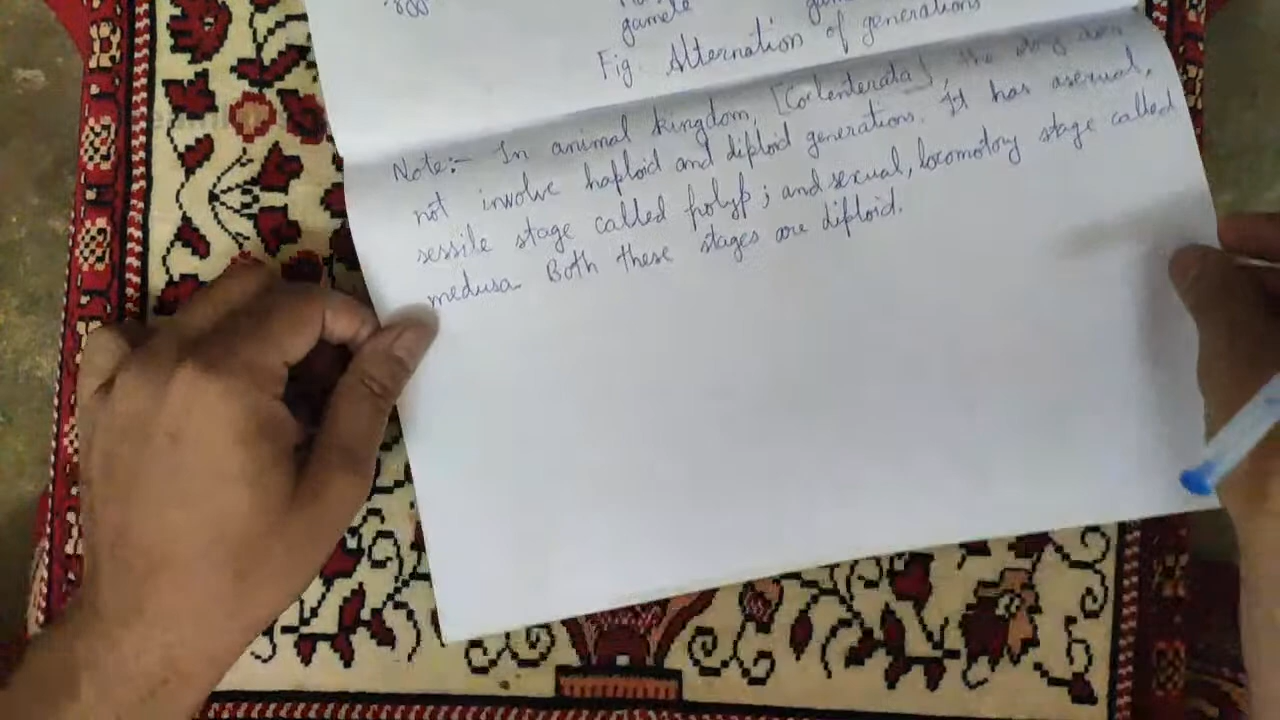 gamete
Fig. Alternation of generations
Note:- In animal kingdom, [Coelenterata], the
not involve haploid and diploid generations. It has asexual,
sessile stage called polyp; and sexual, locomotory stage called
medusa. Both these stages are diploid.